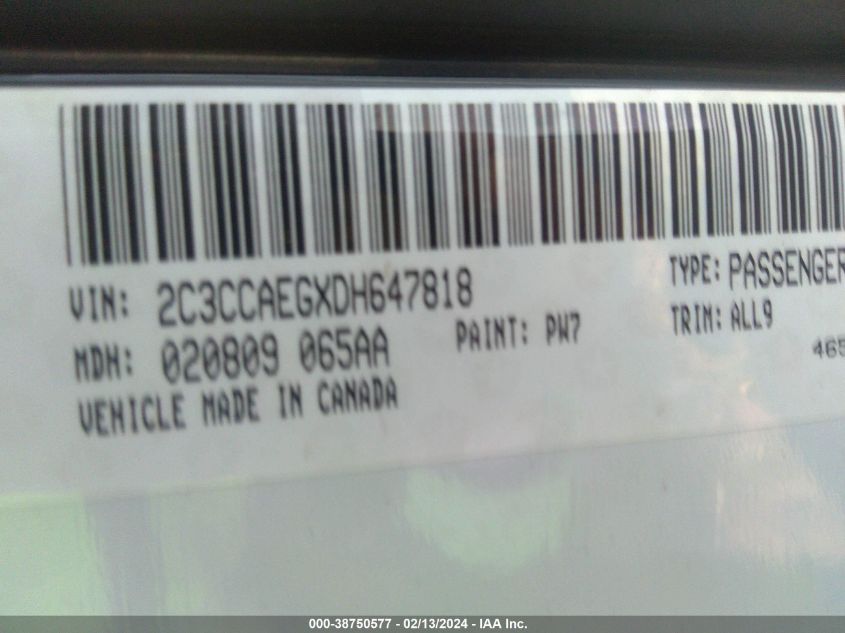 VIN: 2C3CCAEGXDH647818 TYPE: PASSENGER
MDH: 020809 065AA PAINT: PW7 TRIM: ALL9
465
VEHICLE MADE IN CANADA
000-38750577 - 02/13/2024 - IAA Inc.